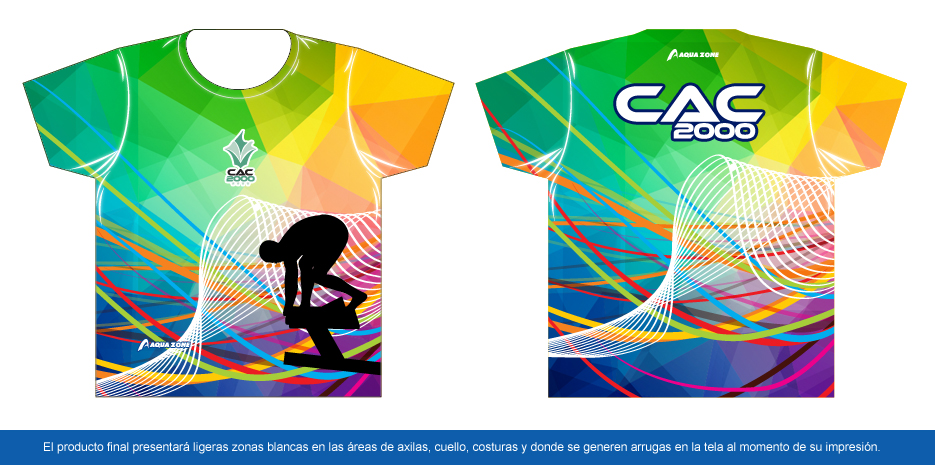 CAC
2000
AQUA ZONE
AQUA ZONE
CAC
2000
El producto final presentará ligeras zonas blancas en las áreas de axilas, cuello, costuras y donde se generen arrugas en la tela al momento de su impresión.